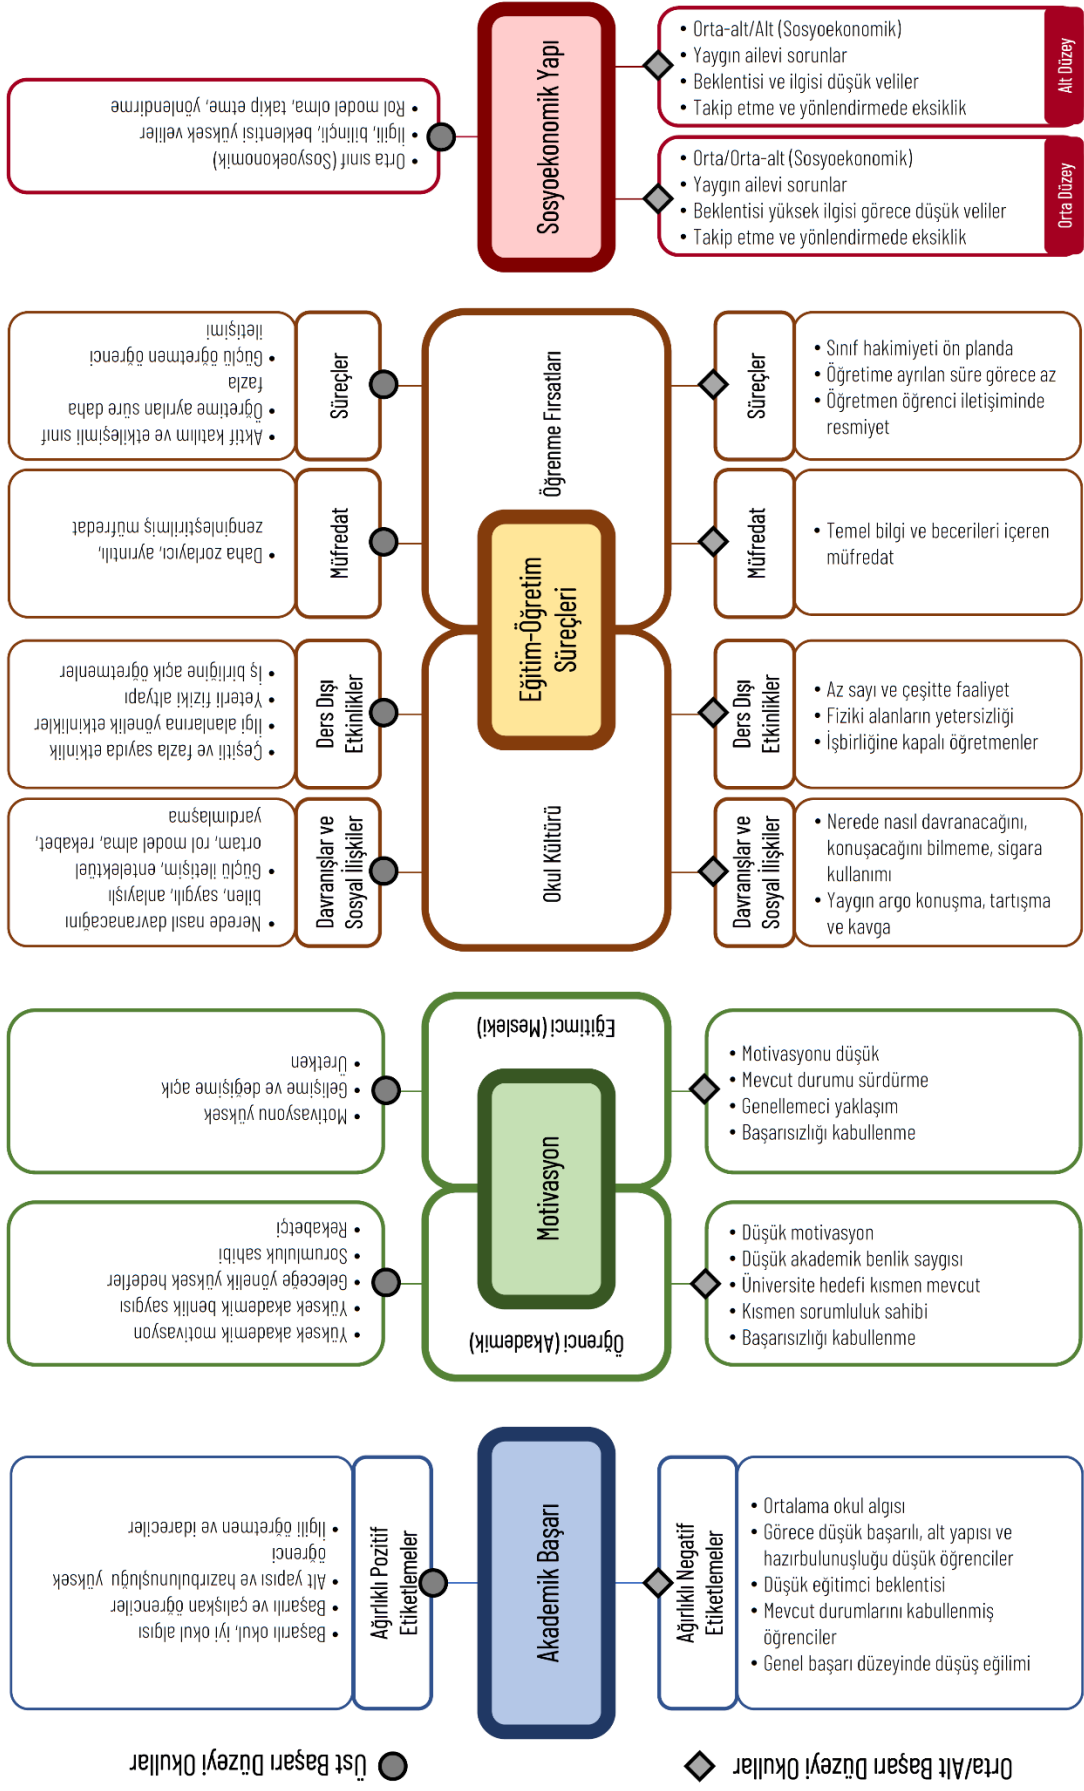 Sosyoekonomik Yapı
• Rol model olma, takip etme, yönlendirme
• İlgili, bilinçli, beklentisi yüksek veliler
• Orta sınıf (Sosyoekonomik)
• Orta-alt/Alt (Sosyoekonomik)
• Yaygın ailevi sorunlar
• Beklentisi ve ilgisi düşük veliler
• Takip etme ve yönlendirmede eksiklik
Alt Düzey
• Orta/Orta-alt (Sosyoekonomik)
• Yaygın ailevi sorunlar
• Beklentisi yüksek ilgisi görece düşük veliler
• Takip etme ve yönlendirmede eksiklik
Orta Düzey
Eğitim-Öğretim
Süreçleri
Öğrenme Fırsatları
Süreçler
• Aktif katılım ve etkileşimli sınıf
• Öğretime ayrılan süre daha
fazla
• Güçlü öğretmen öğrenci
iletişimi
Süreçler
• Sınıf hakimiyeti ön planda
• Öğretime ayrılan süre görece az
• Öğretmen öğrenci iletişiminde
resmiyet
Müfredat
• Daha zorlayıcı, ayrıntılı,
zenginleştirilmiş müfredat
Müfredat
• Temel bilgi ve becerileri içeren
müfredat
Okul Kültürü
Ders Dışı
Etkinlikler
• Çeşitli ve fazla sayıda etkinlik
• İlgi alanlarına yönelik etkinlikler
• Yeterli fiziki altyapı
• İş birliğine açık öğretmenler
Ders Dışı
Etkinlikler
• Az sayı ve çeşitte faaliyet
• Fiziki alanların yetersizliği
• İşbirliğine kapalı öğretmenler
Davranışlar ve
Sosyal İlişkiler
• Nerede nasıl davranacağını
bilen, saygılı, anlayışlı
• Güçlü iletişim, entelektüel
ortam, rol model alma, rekabet,
yardımlaşma
Davranışlar ve
Sosyal İlişkiler
• Nerede nasıl davranacağını,
konuşacağını bilmeme, sigara
kullanımı
• Yaygın argo konuşma, tartışma
ve kavga
Motivasyon
Eğitimci (Mesleki)
• Motivasyonu yüksek
• Gelişime ve değişime açık
• Üretken
• Motivasyonu düşük
• Mevcut durumu sürdürme
• Genellemeci yaklaşım
• Başarısızlığı kabullenme
Öğrenci (Akademik)
• Yüksek akademik motivasyon
• Yüksek akademik benlik saygısı
• Geleceğe yönelik yüksek hedefler
• Sorumluluk sahibi
• Rekabetçi
• Düşük motivasyon
• Düşük akademik benlik saygısı
• Üniversite hedefi kısmen mevcut
• Kısmen sorumluluk sahibi
• Başarısızlığı kabullenme
Akademik Başarı
Ağırlıklı Pozitif
Etiketlemeler
• Başarılı okul, iyi okul algısı
• Başarılı ve çalışkan öğrenciler
• Alt yapısı ve hazırbulunuşluğu yüksek
öğrenci
• İlgili öğretmen ve idareciler
Ağırlıklı Negatif
Etiketlemeler
• Ortalama okul algısı
• Görece düşük başarılı, alt yapısı ve
hazırbulunuşluğu düşük öğrenciler
• Düşük eğitimci beklentisi
• Mevcut durumlarını kabullenmiş
öğrenciler
• Genel başarı düzeyinde düşüş eğilimi
Üst Başarı Düzeyi Okullar
Orta/Alt Başarı Düzeyi Okullar